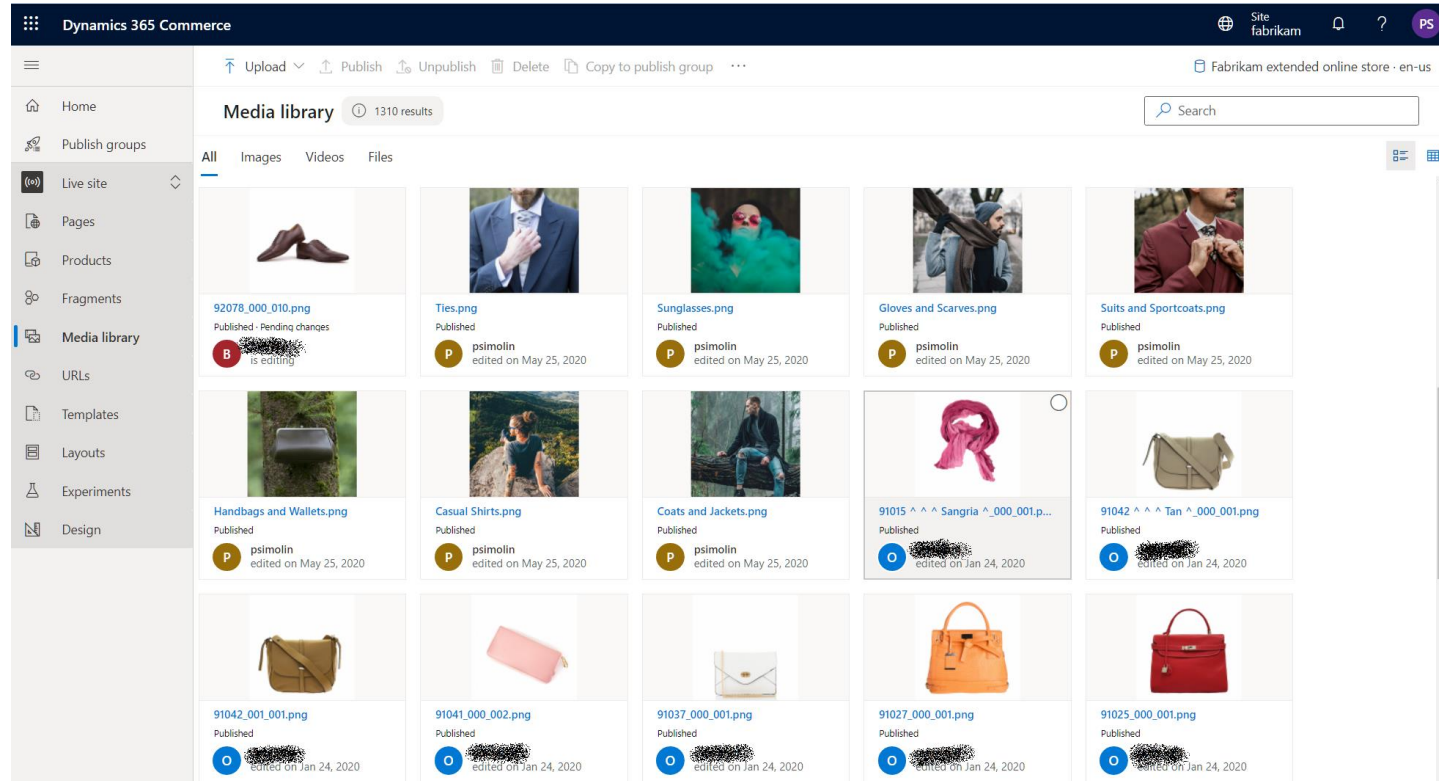 Dynamics 365 Commerce
Site
fabrikam
?
PS
Upload
Publish
Unpublish
Delete
Copy to publish group
...
Fabrikam extended online store · en-us
Home
Publish groups
Live site
Pages
Products
Fragments
Media library
URLs
Templates
Layouts
Experiments
Design
Media library
1310 results
Search
All
Images
Videos
Files
92078_000_010.png
Published · Pending changes
B
is editing
Ties.png
Published
P
psimolin
edited on May 25, 2020
Sunglasses.png
Published
P
psimolin
edited on May 25, 2020
Gloves and Scarves.png
Published
P
psimolin
edited on May 25, 2020
Suits and Sportcoats.png
Published
P
psimolin
edited on May 25, 2020
Handbags and Wallets.png
Published
P
psimolin
edited on May 25, 2020
Casual Shirts.png
Published
P
psimolin
edited on May 25, 2020
Coats and Jackets.png
Published
P
psimolin
edited on May 25, 2020
91015 ^ ^ ^ Sangria ^_000_001.p...
Published
O
edited on Jan 24, 2020
91042 ^ ^ ^ Tan ^_000_001.png
Published
O
edited on Jan 24, 2020
91042_001_001.png
Published
O
edited on Jan 24, 2020
91041_000_002.png
Published
O
edited on Jan 24, 2020
91037_000_001.png
Published
O
edited on Jan 24, 2020
91027_000_001.png
Published
O
edited on Jan 24, 2020
91025_000_001.png
Published
O
edited on Jan 24, 2020